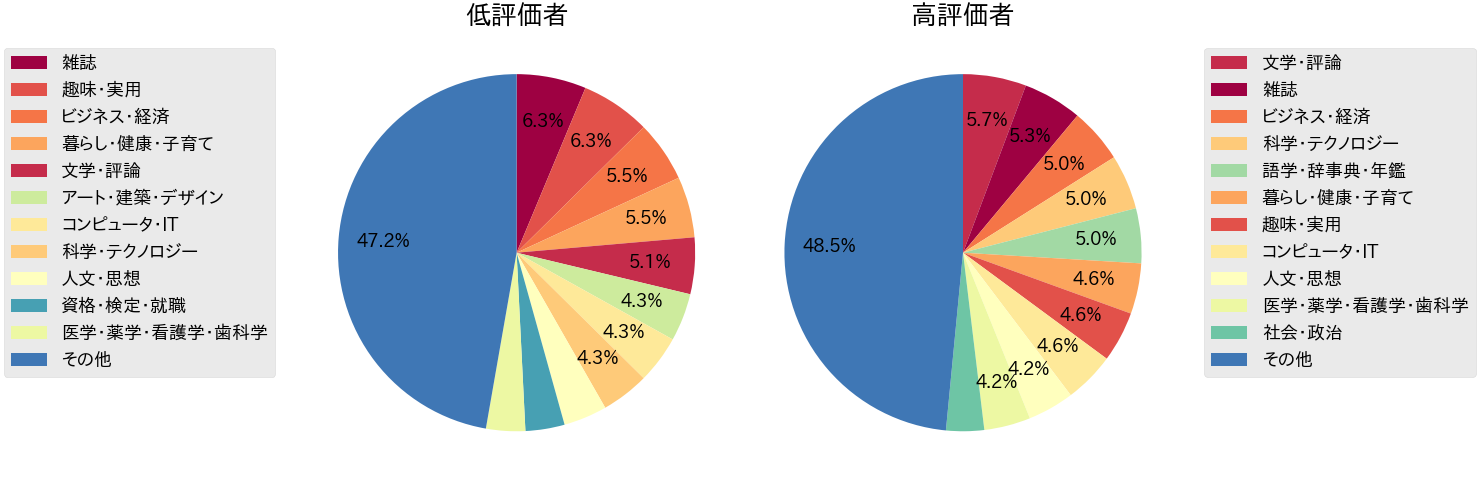 低評価者
高評価者
雑誌
趣味・実用
ビジネス・経済
暮らし・健康・子育て
文学・評論
アート・建築・デザイン
コンピュータ・IT
科学・テクノロジー
人文・思想
資格・検定・就職
医学・薬学・看護学・歯科学
その他
6.3%
6.3%
5.5%
5.5%
5.1%
4.3%
4.3%
4.3%
47.2%
5.7%
5.3%
5.0%
5.0%
5.0%
4.6%
4.6%
4.6%
4.2%
4.2%
48.5%
文学・評論
雑誌
ビジネス・経済
科学・テクノロジー
語学・辞事典・年鑑
暮らし・健康・子育て
趣味・実用
コンピュータ・IT
人文・思想
医学・薬学・看護学・歯科学
社会・政治
その他